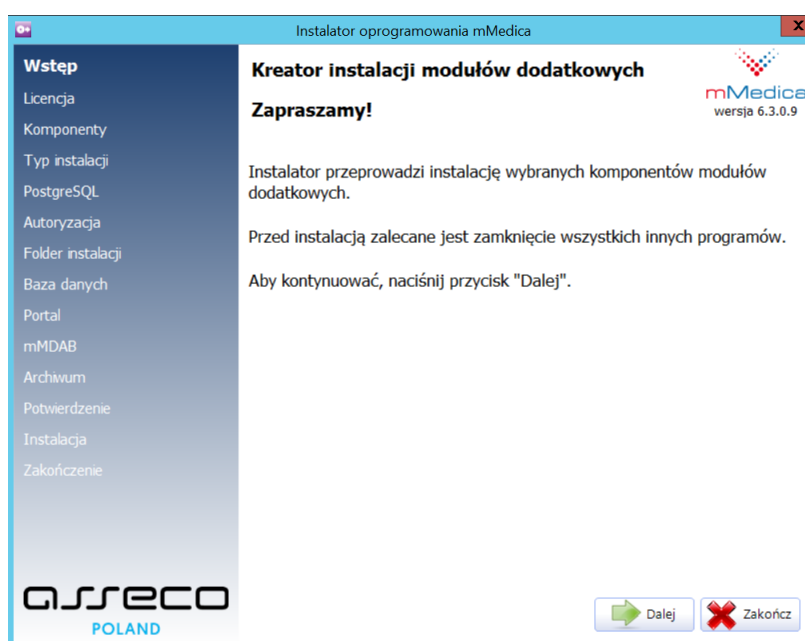 Instalator oprogramowania mMedica
X
Wstęp
Licencja
Komponenty
Typ instalacji
PostgreSQL
Autoryzacja
Folder instalacji
Baza danych
Portal
mMDAB
Archiwum
Potwierdzenie
Instalacja
Zakończenie
asseco
POLAND
Kreator instalacji modułów dodatkowych
Zapraszamy!
mMedica
wersja 6.3.0.9
Instalator przeprowadzi instalację wybranych komponentów modułów
dodatkowych.
Przed instalacją zalecane jest zamknięcie wszystkich innych programów.
Aby kontynuować, naciśnij przycisk "Dalej".
Dalej
Zakończ